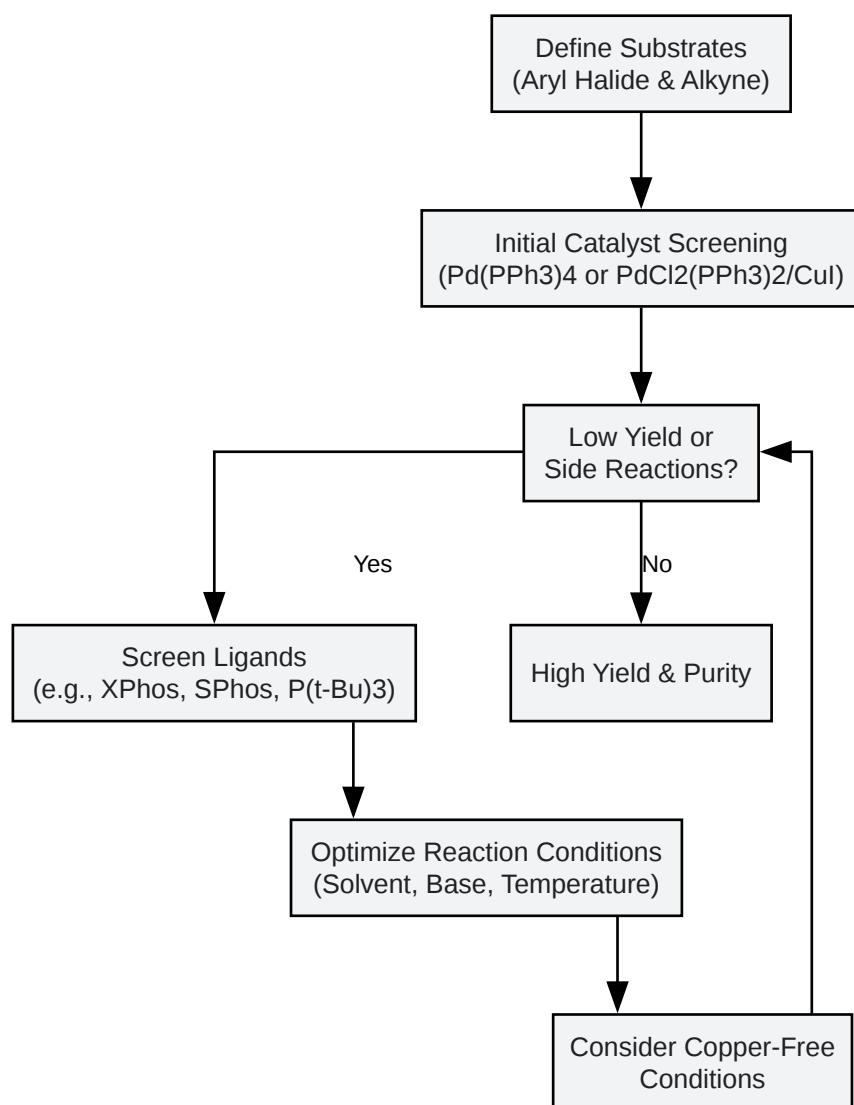 Define Substrates
(Aryl Halide & Alkyne)
Initial Catalyst Screening
(Pd(PPh3)4 or PdCl2(PPh3)2/CuI)
Low Yield or
Side Reactions?
Yes
No
Screen Ligands
(e.g., XPhos, SPhos, P(t-Bu)3)
High Yield & Purity
Optimize Reaction Conditions
(Solvent, Base, Temperature)
Consider Copper-Free
Conditions